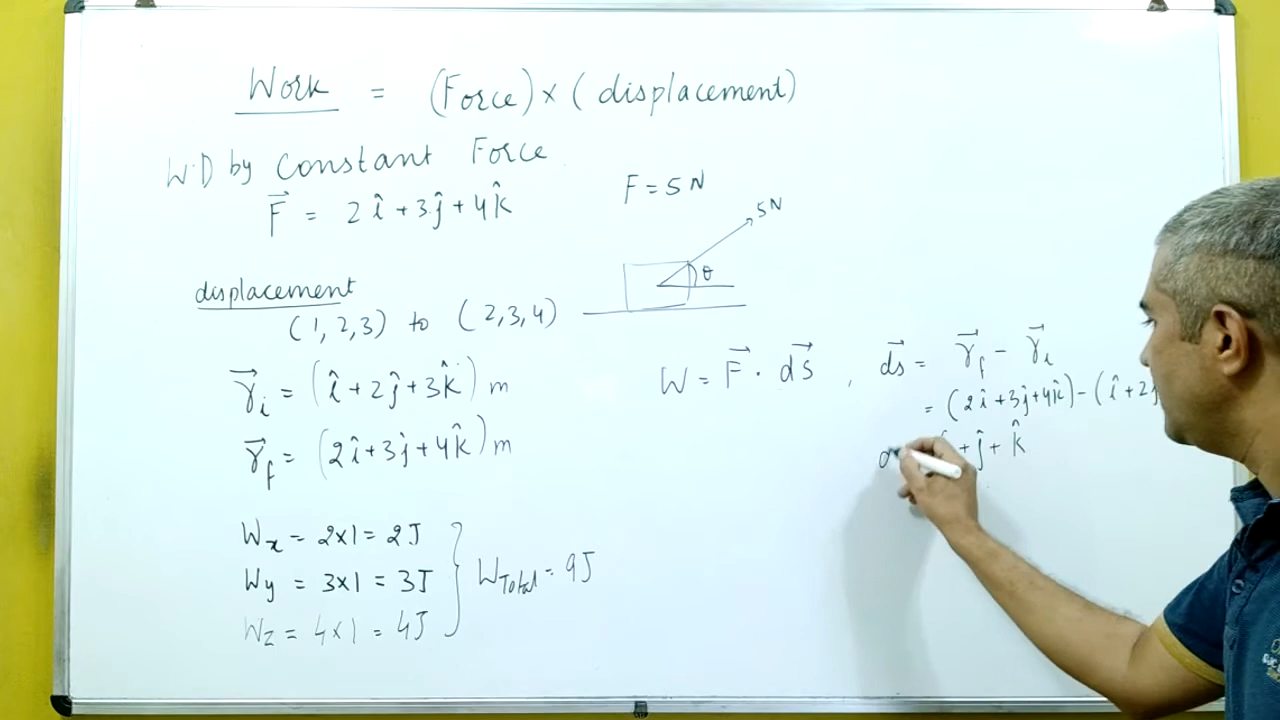 Work = (Force) × (displacement)
W.D by constant Force
F⃗ = 2î + 3ĵ + 4k̂
F = 5 N
5N
θ
displacement
(1, 2, 3) to (2, 3, 4)
r⃗ᵢ = (î + 2ĵ + 3k̂) m
r⃗f = (2î + 3ĵ + 4k̂) m
Wx = 2×1 = 2J
Wy = 3×1 = 3J
Wz = 4×1 = 4J
WTotal = 9J
W = F⃗ · ds⃗ , ds⃗ = r⃗f − r⃗ᵢ
= (2î + 3ĵ + 4k̂) − (î + 2ĵ
+ ĵ + k̂